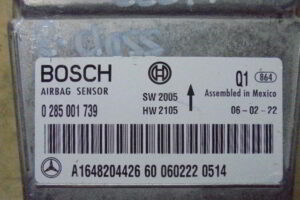 R-Class
BOSCH
AIRBAG SENSOR
0 285 001 739
SW 2005
HW 2105
Q1 864
Assembled in Mexico
06-02-22
A1648204426 60 060222 0514